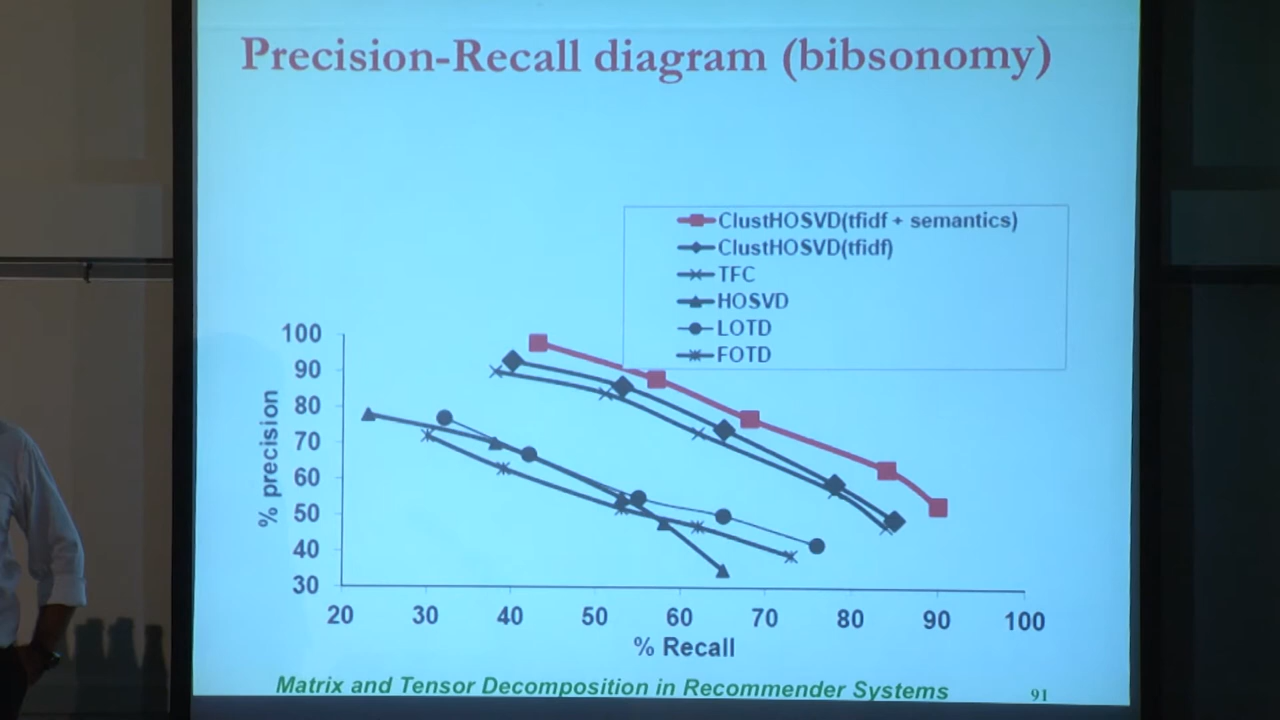 Precision-Recall diagram (bibsonomy)
ClustHOSVD(tfidf + semantics)
ClustHOSVD(tfidf)
TFC
HOSVD
LOTD
FOTD
% precision
100
90
80
70
60
50
40
30
20 30 40 50 60 70 80 90 100
% Recall
Matrix and Tensor Decomposition in Recommender Systems 91